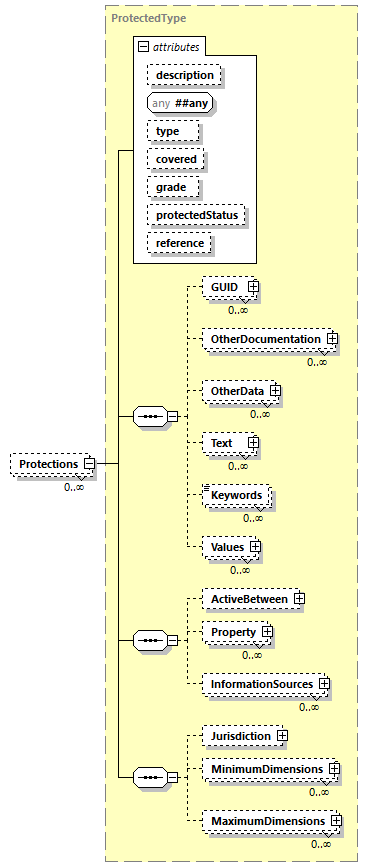 ProtectedType
attributes
description
any ##any
type
covered
grade
protectedStatus
reference
GUID
0..∞
OtherDocumentation
0..∞
OtherData
0..∞
Text
0..∞
Protections
0..∞
Keywords
0..∞
Values
0..∞
ActiveBetween
Property
0..∞
InformationSources
0..∞
Jurisdiction
MinimumDimensions
0..∞
MaximumDimensions
0..∞